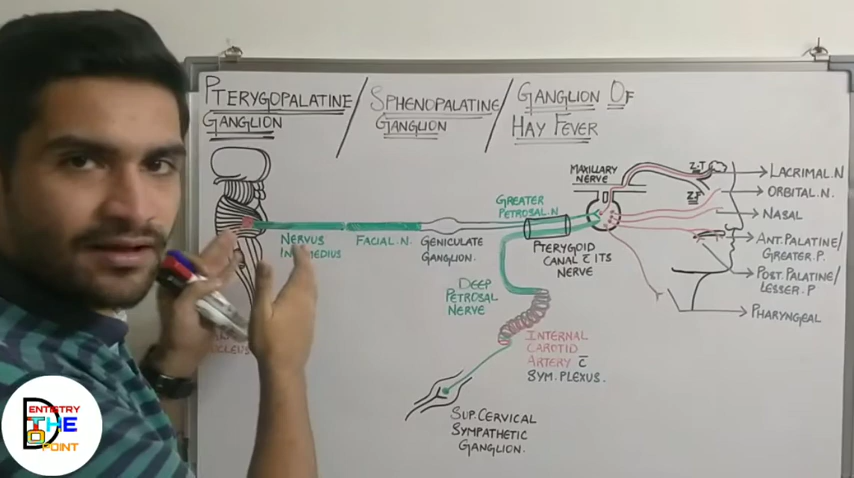 PTERYGOPALATINE
GANGLION
/ SPHENOPALATINE
GANGLION
/ GANGLION OF
HAY FEVER
MAXILLARY
NERVE
Z.T
Z.F
LACRIMAL.N
ORBITAL.N.
NASAL
ANT.PALATINE/
GREATER.P.
POST.PALATINE/
LESSER.P
PHARYNGEAL
GREATER
PETROSAL.N
NERVUS
FACIAL.N.
GENICULATE
GANGLION.
PTERYGOID
CANAL C̄ ITS
NERVE
DEEP
PETROSAL
NERVE
INTERNAL
CAROTID
ARTERY C̄
SYM.PLEXUS.
SUP.CERVICAL
SYMPATHETIC
GANGLION.
DENTISTRY
THE
TO
POINT